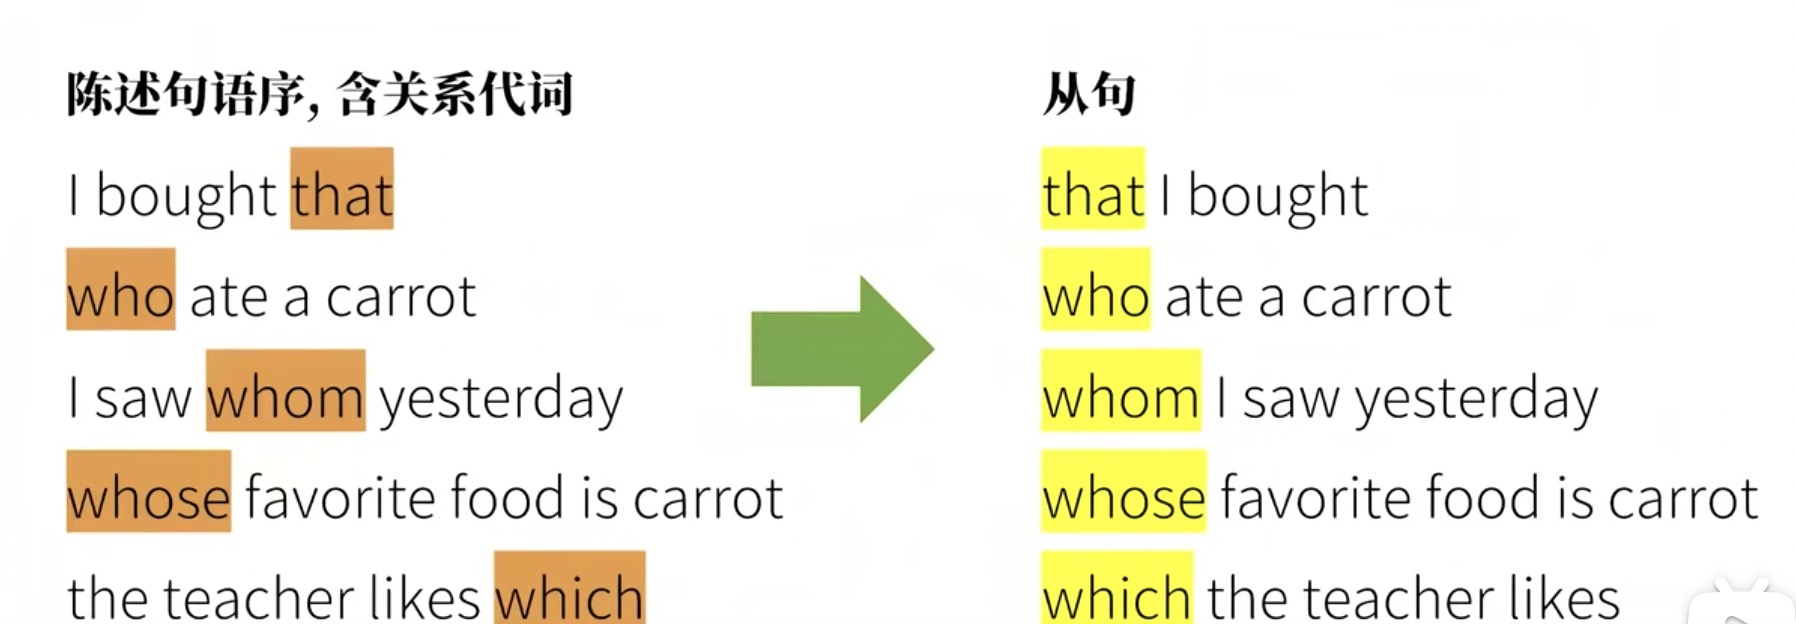 陈述句语序, 含关系代词
I bought that
who ate a carrot
I saw whom yesterday
whose favorite food is carrot
the teacher likes which
从句
that I bought
who ate a carrot
whom I saw yesterday
whose favorite food is carrot
which the teacher likes